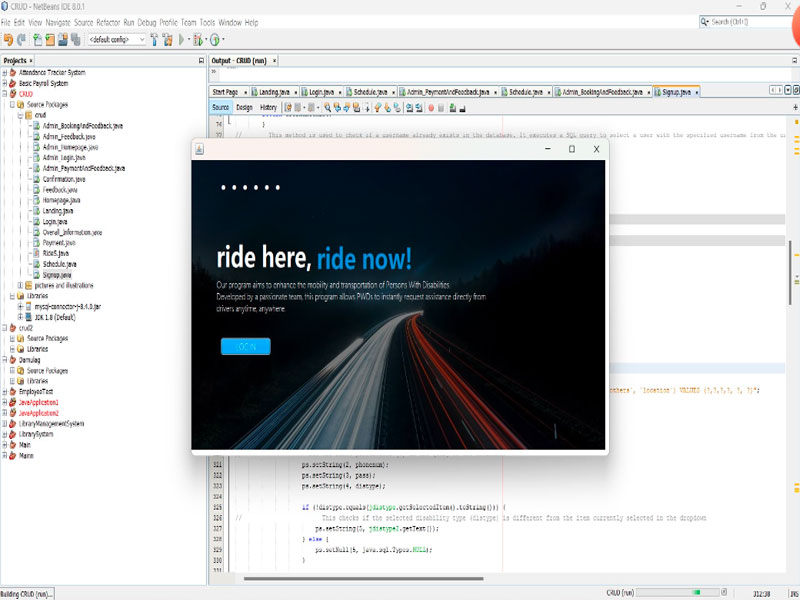 CRUD - NetBeans IDE 8.0.1
File Edit View Navigate Source Refactor Run Debug Profile Team Tools Window Help
Search (Ctrl+I)
<default config>
Projects
Output - CRUD (run)
Attendance Tracker System
Basic Payroll System
CRUD
Source Packages
crud
Admin_BookingAndFeedback.java
Admin_Feedback.java
Admin_Homepage.java
Admin_Login.java
Admin_PaymentAndFeedback.java
Confirmation.java
Feedback.java
Homepage.java
Landing.java
Login.java
Overall_Information.java
Payment.java
RideS.java
Schedule.java
Signup.java
pictures and illustrations
Libraries
mysql-connector-j-8.4.0.jar
JDK 1.8 (Default)
crud2
Source Packages
Libraries
Damulag
Source Packages
Libraries
EmployeeTest
JavaApplication1
JavaApplication2
LibraryManagementSystem
LibrarySystem
Main
Mainn
Start Page Landing.java Login.java Schedule.java Admin_PaymentAndFeedback.java Schedule.java Admin_BookingAndFeedback.java Signup.java
Source Design History
74 }
// This method is used to check if a username already exists in the database. It executes a SQL query to select a user with the specified username from the
ride here, ride now!
Our program aims to enhance the mobility and transportation of Persons With Disabilities.
Developed by a passionate team, this program allows PWDs to instantly request assistance directly from
drivers anytime, anywhere.
LOG IN
`location`) VALUES (?,?,?,?, ?, ?)";
321 ps.setString(2, phonenum);
322 ps.setString(3, pass);
323 ps.setString(4, distype);
324
325 if (!distype.equals(jdistype.getSelectedItem().toString())) {
// This checks if the selected disability type (distype) is different from the item currently selected in the dropdown
327 ps.setString(5, jdistype2.getText());
328 } else {
329 ps.setNull(5, java.sql.Types.NULL);
330 }
331
Building CRUD (run)...
CRUD (run)
312:38
INS